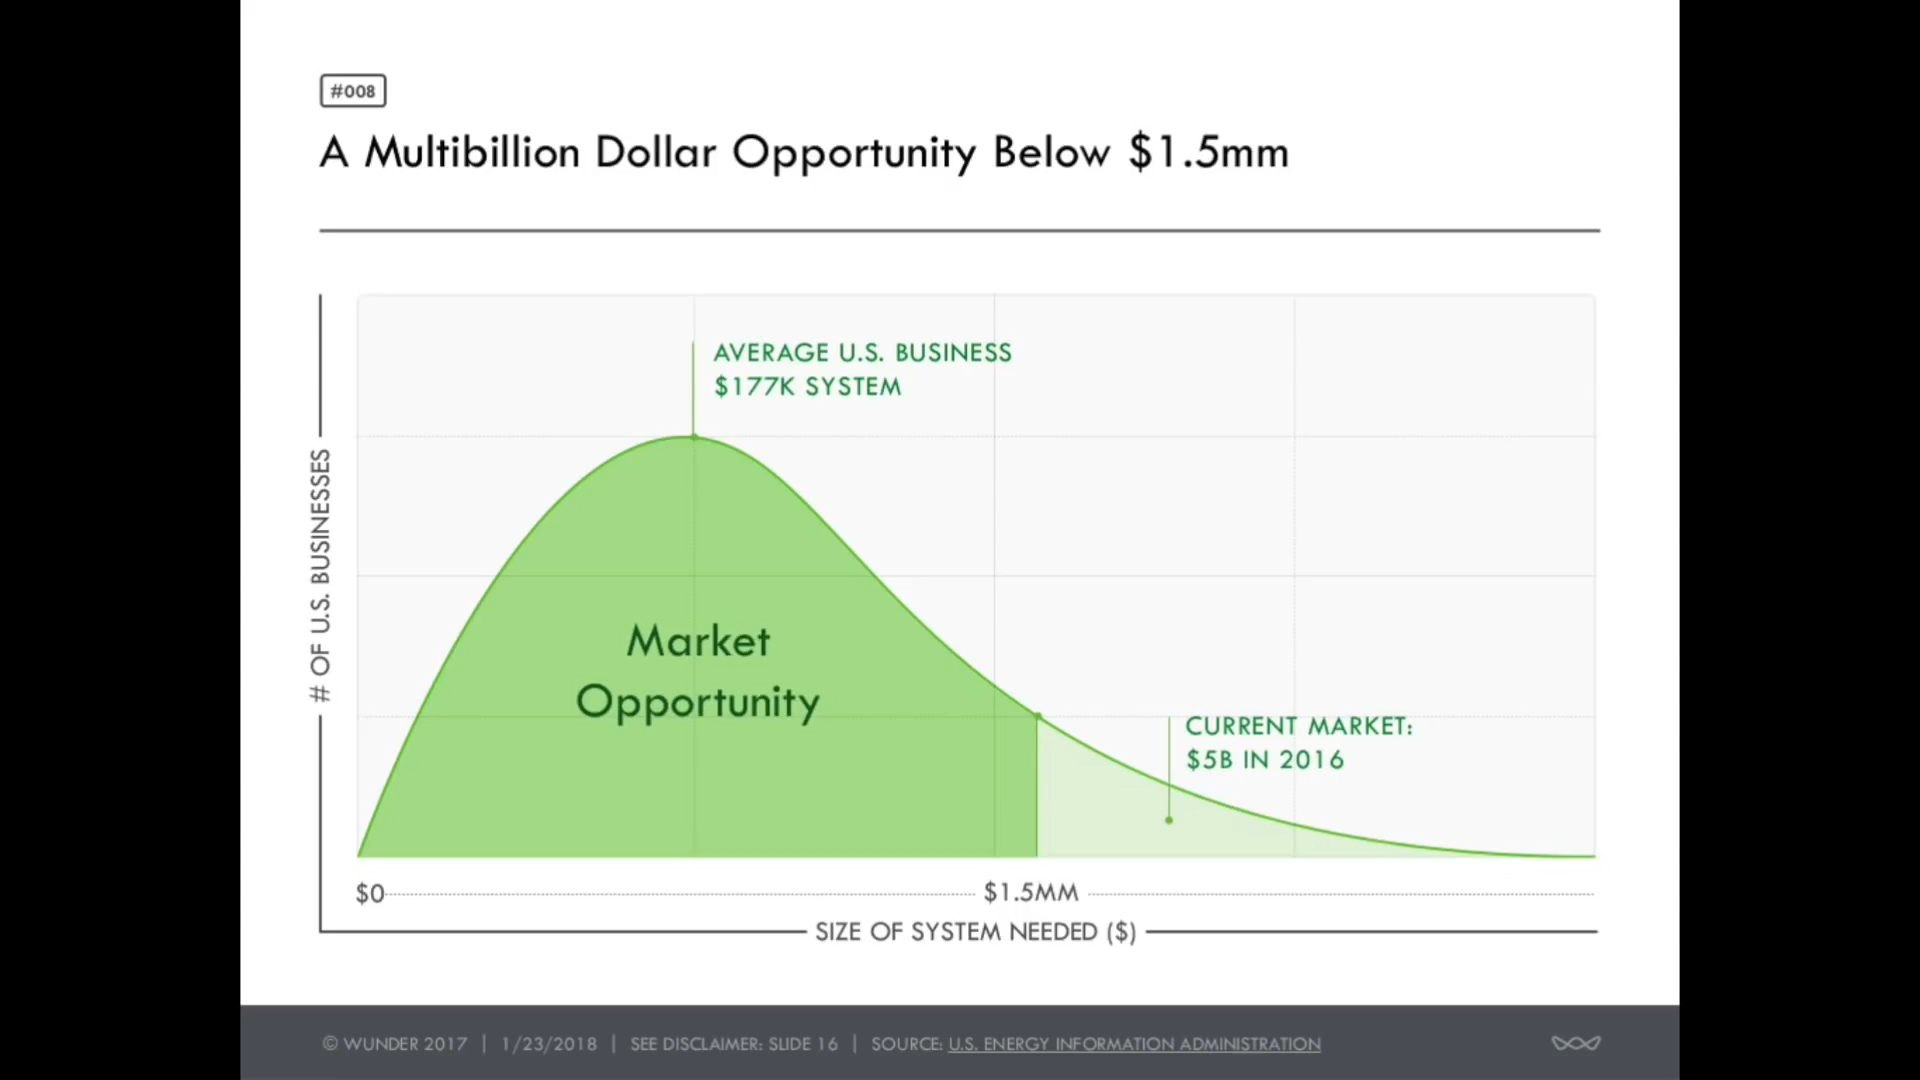 #008
A Multibillion Dollar Opportunity Below $1.5mm
AVERAGE U.S. BUSINESS
$177K SYSTEM
# OF U.S. BUSINESSES
Market
Opportunity
CURRENT MARKET:
$5B IN 2016
$0
$1.5MM
SIZE OF SYSTEM NEEDED ($)
© WUNDER 2017 | 1/23/2018 | SEE DISCLAIMER: SLIDE 16 | SOURCE: U.S. ENERGY INFORMATION ADMINISTRATION